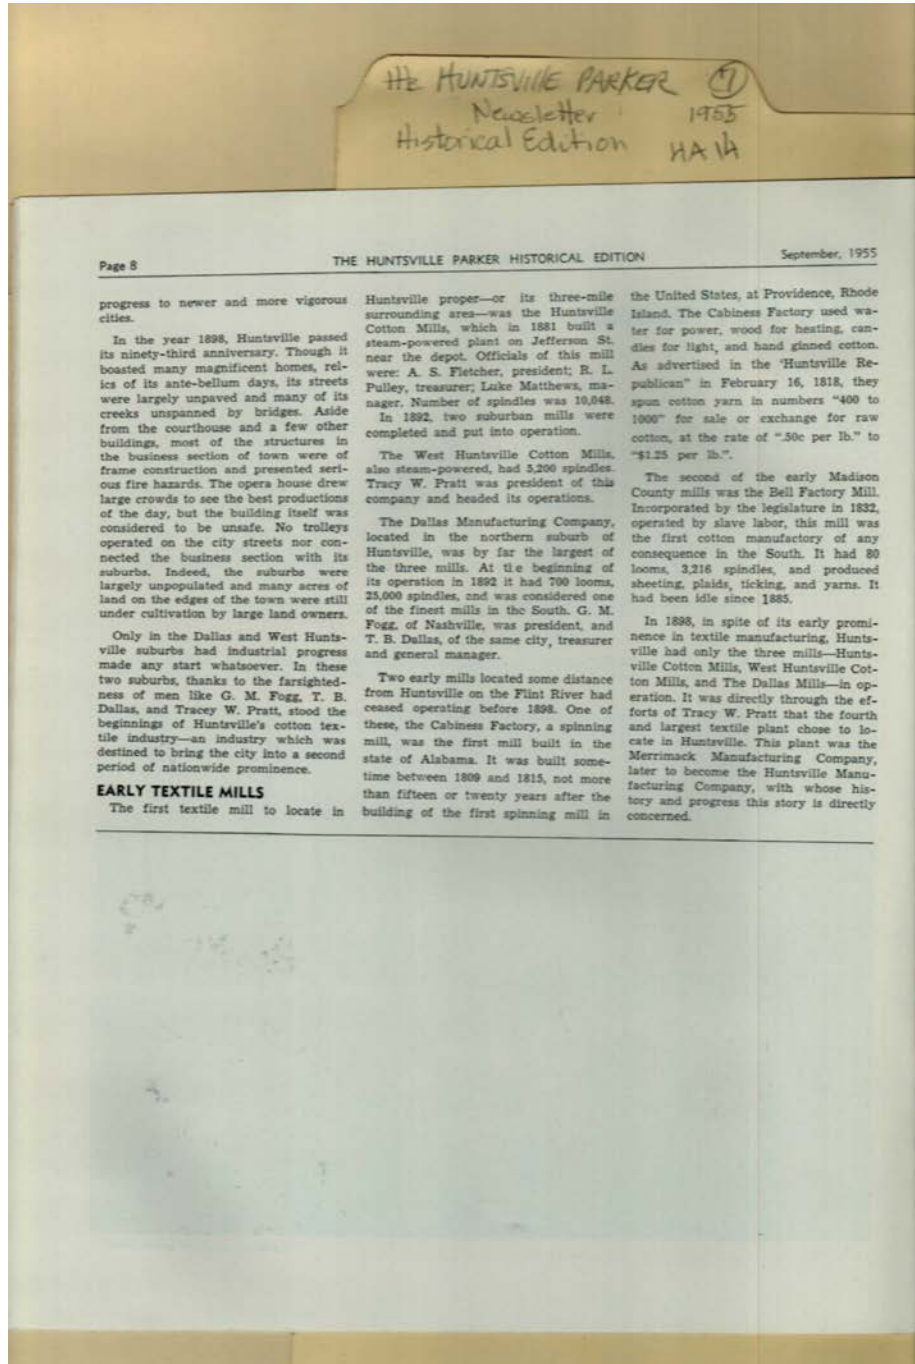 the HUNTSVILLE PARKER 7
Newsletter 1955
Historical Edition HA 14
Page 8 THE HUNTSVILLE PARKER HISTORICAL EDITION September, 1955
progress to newer and more vigorous
cities.
In the year 1898, Huntsville passed
its ninety-third anniversary. Though it
boasted many magnificent homes, rel-
ics of its ante-bellum days, its streets
were largely unpaved and many of its
creeks unspanned by bridges. Aside
from the courthouse and a few other
buildings, most of the structures in
the business section of town were of
frame construction and presented seri-
ous fire hazards. The opera house drew
large crowds to see the best productions
of the day, but the building itself was
considered to be unsafe. No trolleys
operated on the city streets nor con-
nected the business section with its
suburbs. Indeed, the suburbs were
largely unpopulated and many acres of
land on the edges of the town were still
under cultivation by large land owners.
Only in the Dallas and West Hunts-
ville suburbs had industrial progress
made any start whatsoever. In these
two suburbs, thanks to the farsighted-
ness of men like G. M. Fogg, T. B.
Dallas, and Tracey W. Pratt, stood the
beginnings of Huntsville's cotton tex-
tile industry—an industry which was
destined to bring the city into a second
period of nationwide prominence.
EARLY TEXTILE MILLS
The first textile mill to locate in
Huntsville proper—or its three-mile
surrounding area—was the Huntsville
Cotton Mills, which in 1881 built a
steam-powered plant on Jefferson St.
near the depot. Officials of this mill
were: A. S. Fletcher, president; R. L.
Pulley, treasurer; Luke Matthews, ma-
nager. Number of spindles was 10,048.
In 1892, two suburban mills were
completed and put into operation.
The West Huntsville Cotton Mills,
also steam-powered, had 5,200 spindles.
Tracy W. Pratt was president of this
company and headed its operations.
The Dallas Manufacturing Company,
located in the northern suburb of
Huntsville, was by far the largest of
the three mills. At the beginning of
its operation in 1892 it had 700 looms,
25,000 spindles, and was considered one
of the finest mills in the South. G. M.
Fogg, of Nashville, was president, and
T. B. Dallas, of the same city, treasurer
and general manager.
Two early mills located some distance
from Huntsville on the Flint River had
ceased operating before 1898. One of
these, the Cabiness Factory, a spinning
mill, was the first mill built in the
state of Alabama. It was built some-
time between 1809 and 1815, not more
than fifteen or twenty years after the
building of the first spinning mill in
the United States, at Providence, Rhode
Island. The Cabiness Factory used wa-
ter for power, wood for heating, can-
dles for light, and hand ginned cotton.
As advertised in the 'Huntsville Re-
publican" in February 16, 1818, they
spun cotton yarn in numbers "400 to
1000" for sale or exchange for raw
cotton, at the rate of ".50c per lb." to
"$1.25 per lb.".
The second of the early Madison
County mills was the Bell Factory Mill.
Incorporated by the legislature in 1832,
operated by slave labor, this mill was
the first cotton manufactory of any
consequence in the South. It had 80
looms, 3,216 spindles, and produced
sheeting, plaids, ticking, and yarns. It
had been idle since 1885.
In 1898, in spite of its early promi-
nence in textile manufacturing, Hunts-
ville had only the three mills—Hunts-
ville Cotton Mills, West Huntsville Cot-
ton Mills, and The Dallas Mills—in op-
eration. It was directly through the ef-
forts of Tracy W. Pratt that the fourth
and largest textile plant chose to lo-
cate in Huntsville. This plant was the
Merrimack Manufacturing Company,
later to become the Huntsville Manu-
facturing Company, with whose his-
tory and progress this story is directly
concerned.